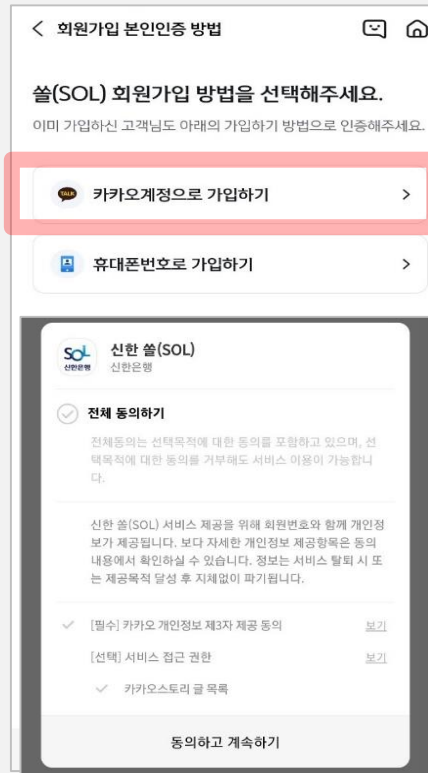 회원가입 본인인증 방법
쏠(SOL) 회원가입 방법을 선택해주세요.
이미 가입하신 고객님도 아래의 가입하기 방법으로 인증해주세요.
TALK 카카오계정으로 가입하기
휴대폰번호로 가입하기
SOL 신한은행
신한 쏠(SOL)
신한은행
전체 동의하기
전체동의는 선택목적에 대한 동의를 포함하고 있으며, 선
택목적에 대한 동의를 거부해도 서비스 이용이 가능합니
다.
신한 쏠(SOL) 서비스 제공을 위해 회원번호와 함께 개인정
보가 제공됩니다. 보다 자세한 개인정보 제공항목은 동의
내용에서 확인하실 수 있습니다. 정보는 서비스 탈퇴 시 또
는 제공목적 달성 후 지체없이 파기됩니다.
[필수] 카카오 개인정보 제3자 제공 동의 보기
[선택] 서비스 접근 권한 보기
카카오스토리 글 목록
동의하고 계속하기